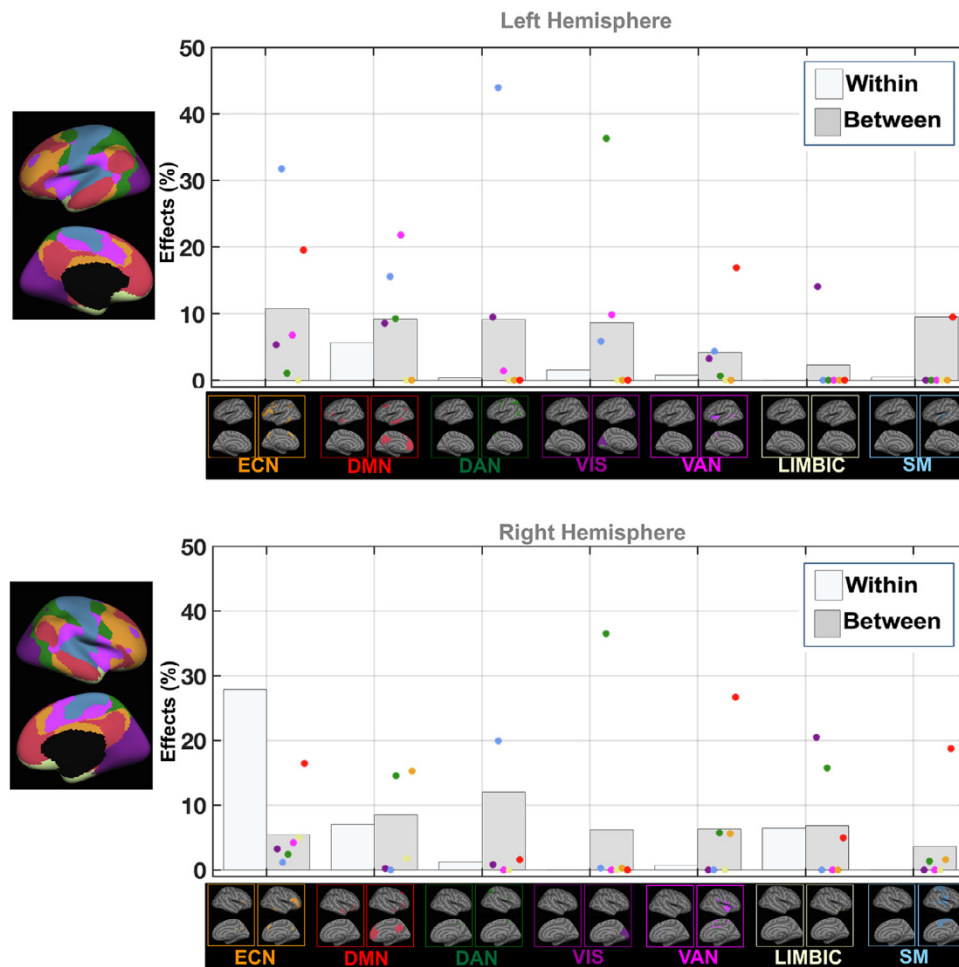 Left Hemisphere
50
40
30
20
10
0
Effects (%)
Within
Between
ECN
DMN
DAN
VIS
VAN
LIMBIC
SM
Right Hemisphere
50
40
30
20
10
0
Effects (%)
Within
Between
ECN
DMN
DAN
VIS
VAN
LIMBIC
SM